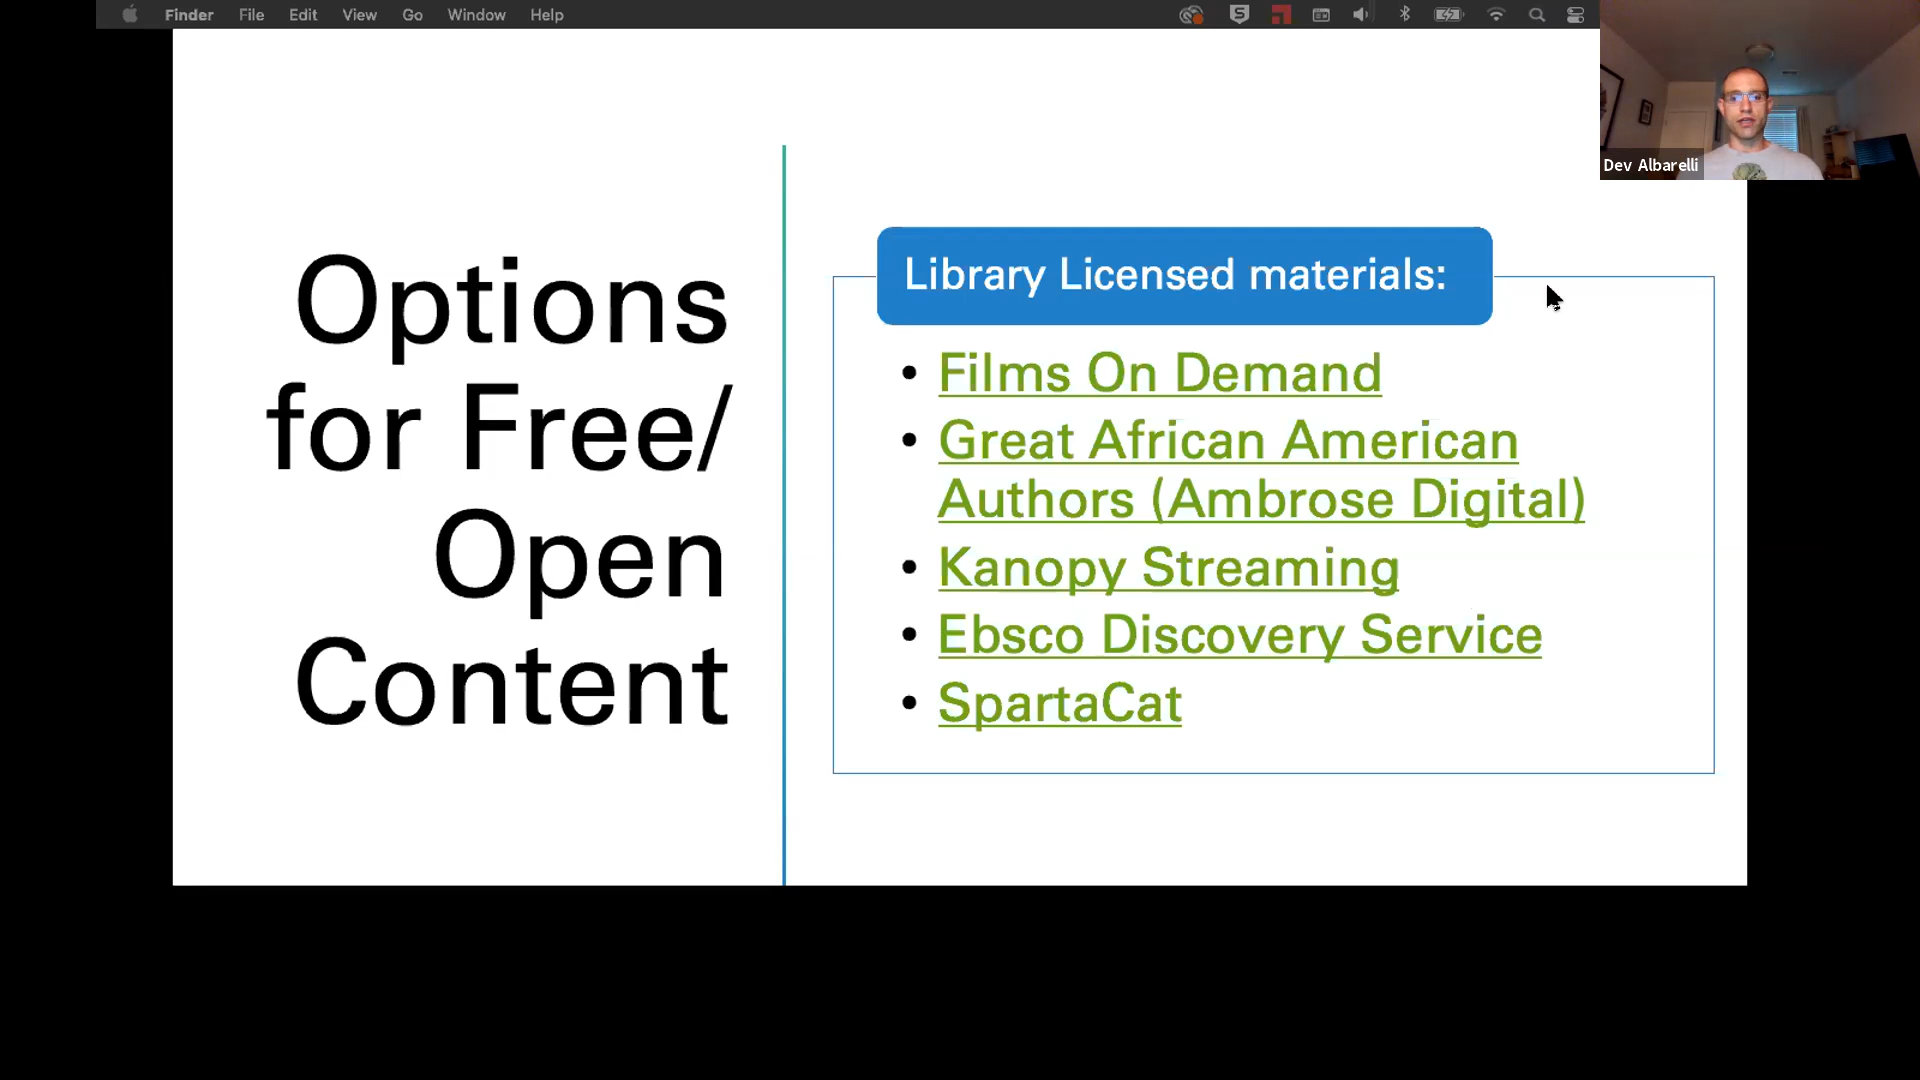 Finder File Edit View Go Window Help
Dev Albarelli
Options
for Free/
Open
Content
Library Licensed materials:
• Films On Demand
• Great African American
Authors (Ambrose Digital)
• Kanopy Streaming
• Ebsco Discovery Service
• SpartaCat